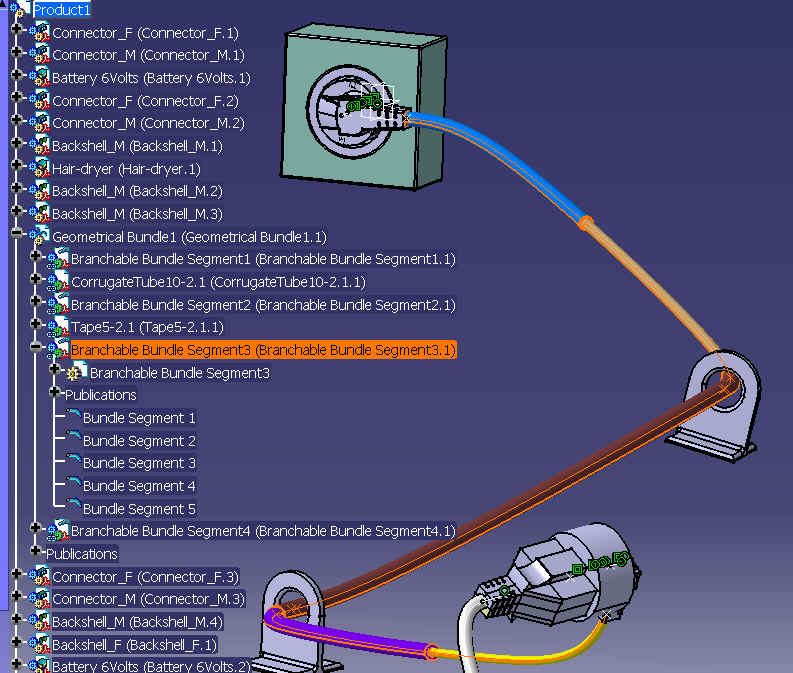 Product1
Connector_F (Connector_F.1)
Connector_M (Connector_M.1)
Battery 6Volts (Battery 6Volts.1)
Connector_F (Connector_F.2)
Connector_M (Connector_M.2)
Backshell_M (Backshell_M.1)
Hair-dryer (Hair-dryer.1)
Backshell_M (Backshell_M.2)
Backshell_M (Backshell_M.3)
Geometrical Bundle1 (Geometrical Bundle1.1)
Branchable Bundle Segment1 (Branchable Bundle Segment1.1)
CorrugateTube10-2.1 (CorrugateTube10-2.1.1)
Branchable Bundle Segment2 (Branchable Bundle Segment2.1)
Tape5-2.1 (Tape5-2.1.1)
Branchable Bundle Segment3 (Branchable Bundle Segment3.1)
Branchable Bundle Segment3
Publications
Bundle Segment 1
Bundle Segment 2
Bundle Segment 3
Bundle Segment 4
Bundle Segment 5
Branchable Bundle Segment4 (Branchable Bundle Segment4.1)
Publications
Connector_F (Connector_F.3)
Connector_M (Connector_M.3)
Backshell_M (Backshell_M.4)
Backshell_F (Backshell_F.1)
Battery 6Volts (Battery 6Volts.2)